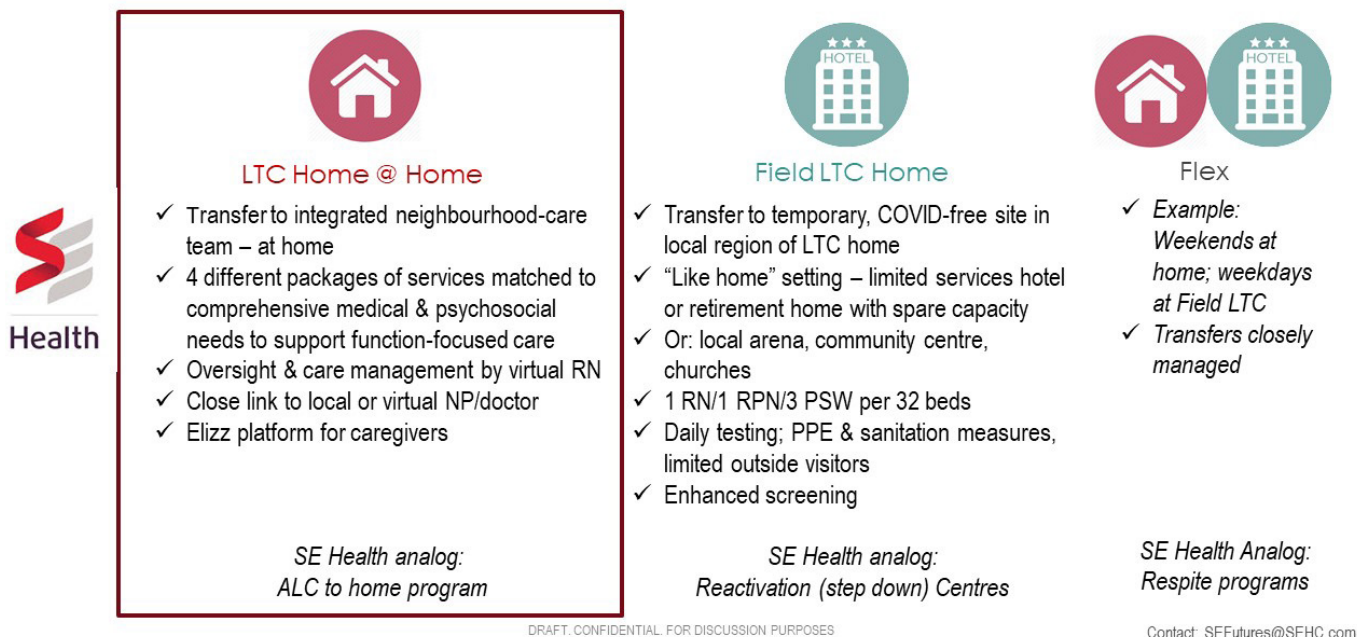 Health
HOTEL
HOTEL
LTC Home @ Home
✓ Transfer to integrated neighbourhood-care
team – at home
✓ 4 different packages of services matched to
comprehensive medical & psychosocial
needs to support function-focused care
✓ Oversight & care management by virtual RN
✓ Close link to local or virtual NP/doctor
✓ Elizz platform for caregivers
SE Health analog:
ALC to home program
Field LTC Home
✓ Transfer to temporary, COVID-free site in
local region of LTC home
✓ “Like home” setting – limited services hotel
or retirement home with spare capacity
✓ Or: local arena, community centre,
churches
✓ 1 RN/1 RPN/3 PSW per 32 beds
✓ Daily testing; PPE & sanitation measures,
limited outside visitors
✓ Enhanced screening
SE Health analog:
Reactivation (step down) Centres
Flex
✓ Example:
Weekends at
home; weekdays
at Field LTC
✓ Transfers closely
managed
SE Health Analog:
Respite programs
DRAFT. CONFIDENTIAL. FOR DISCUSSION PURPOSES
Contact: SEFutures@SEHC.com